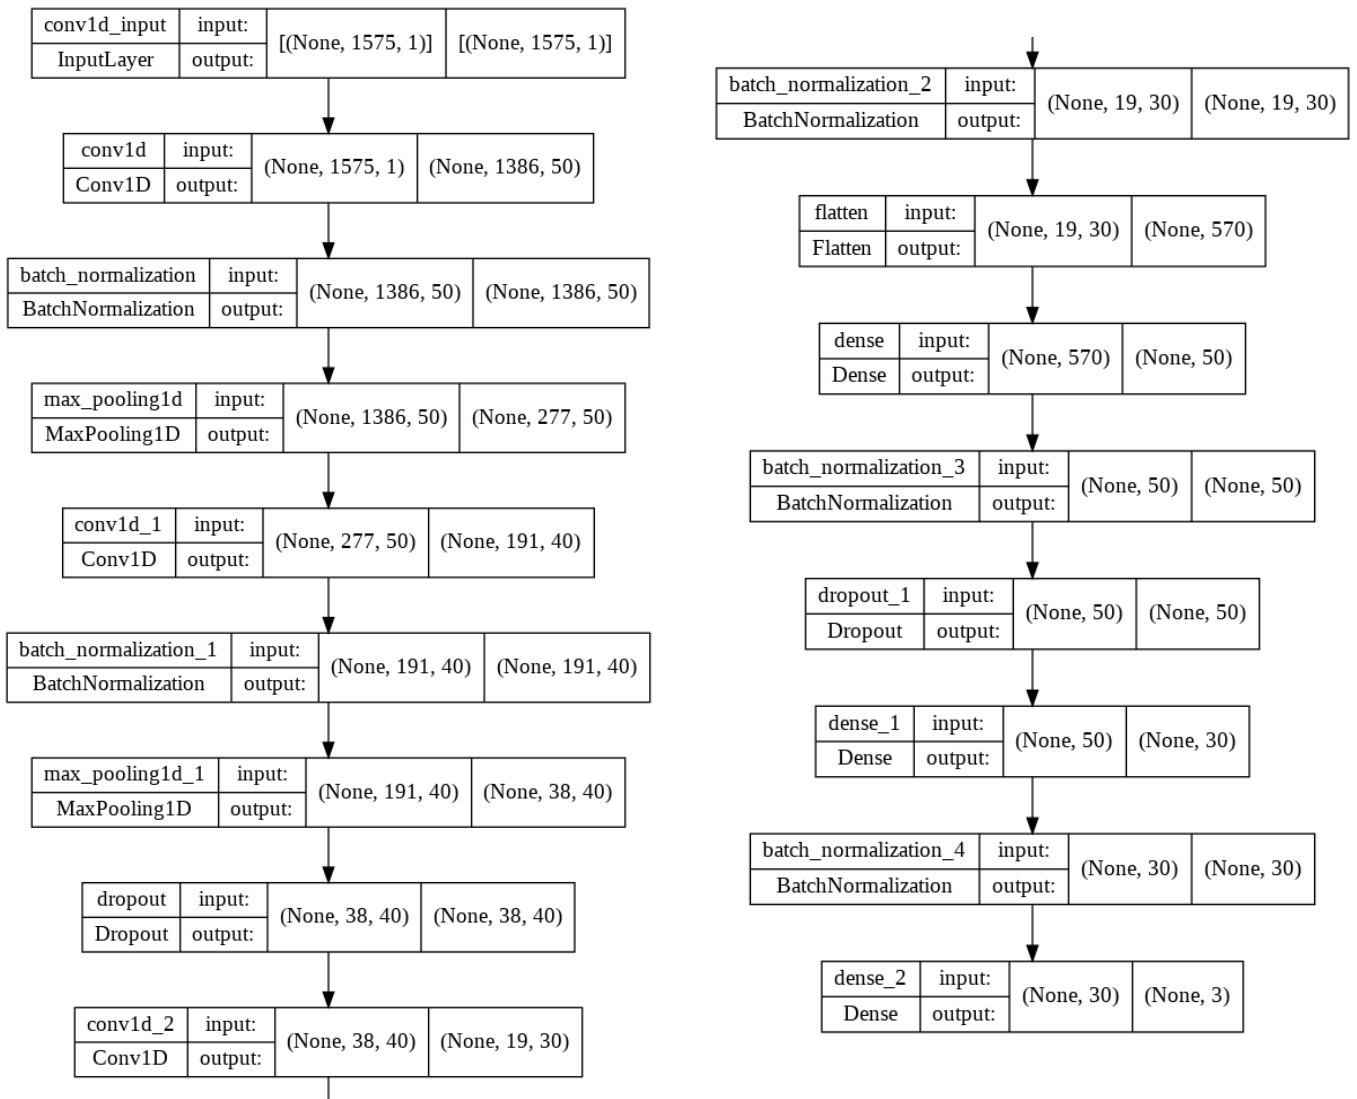 conv1d_input input: [(None, 1575, 1)] [(None, 1575, 1)]
InputLayer output:
conv1d input: (None, 1575, 1) (None, 1386, 50)
Conv1D output:
batch_normalization input: (None, 1386, 50) (None, 1386, 50)
BatchNormalization output:
max_pooling1d input: (None, 1386, 50) (None, 277, 50)
MaxPooling1D output:
conv1d_1 input: (None, 277, 50) (None, 191, 40)
Conv1D output:
batch_normalization_1 input: (None, 191, 40) (None, 191, 40)
BatchNormalization output:
max_pooling1d_1 input: (None, 191, 40) (None, 38, 40)
MaxPooling1D output:
dropout input: (None, 38, 40) (None, 38, 40)
Dropout output:
conv1d_2 input: (None, 38, 40) (None, 19, 30)
Conv1D output:
batch_normalization_2 input: (None, 19, 30) (None, 19, 30)
BatchNormalization output:
flatten input: (None, 19, 30) (None, 570)
Flatten output:
dense input: (None, 570) (None, 50)
Dense output:
batch_normalization_3 input: (None, 50) (None, 50)
BatchNormalization output:
dropout_1 input: (None, 50) (None, 50)
Dropout output:
dense_1 input: (None, 50) (None, 30)
Dense output:
batch_normalization_4 input: (None, 30) (None, 30)
BatchNormalization output:
dense_2 input: (None, 30) (None, 3)
Dense output: